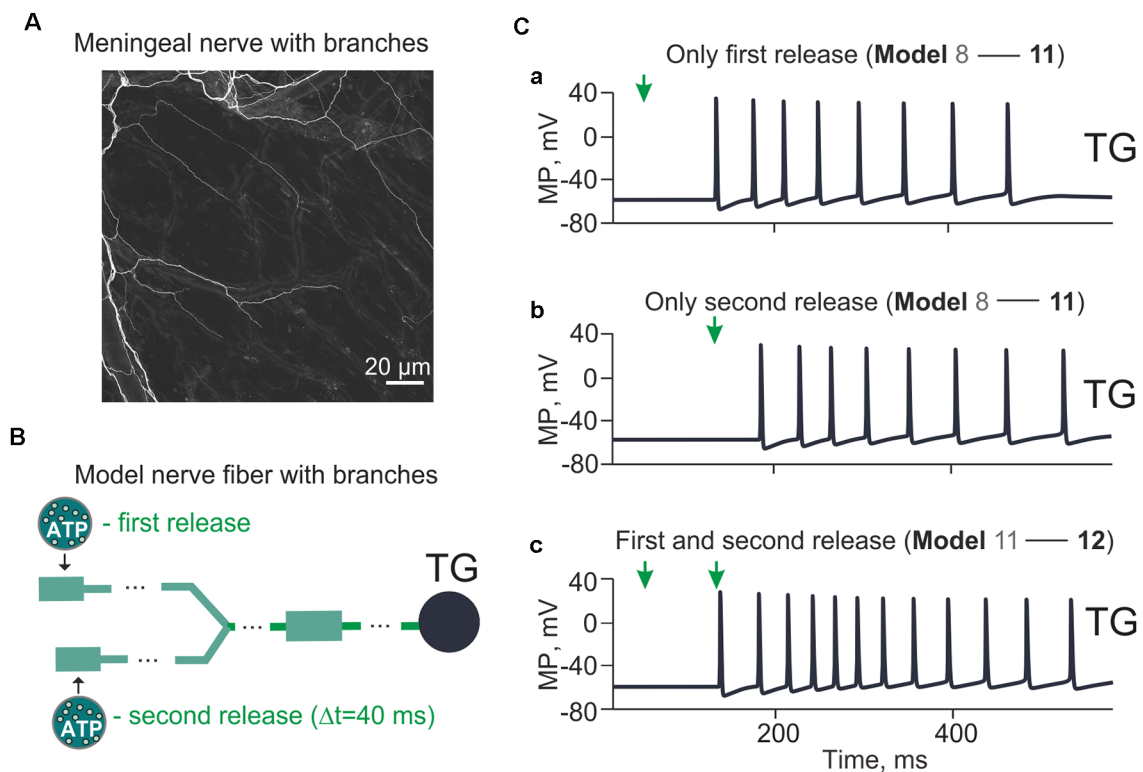 A
Meningeal nerve with branches
20 µm
B
Model nerve fiber with branches
ATP - first release
TG
... ...
... ...
...
ATP - second release (Δt=40 ms)
C
Only first release (Model 8 — 11)
a
40
0
-40
-80
MP, mV
TG
Only second release (Model 8 — 11)
b
40
0
-40
-80
MP, mV
TG
First and second release (Model 11 — 12)
c
40
0
-40
-80
MP, mV
TG
200 400
Time, ms